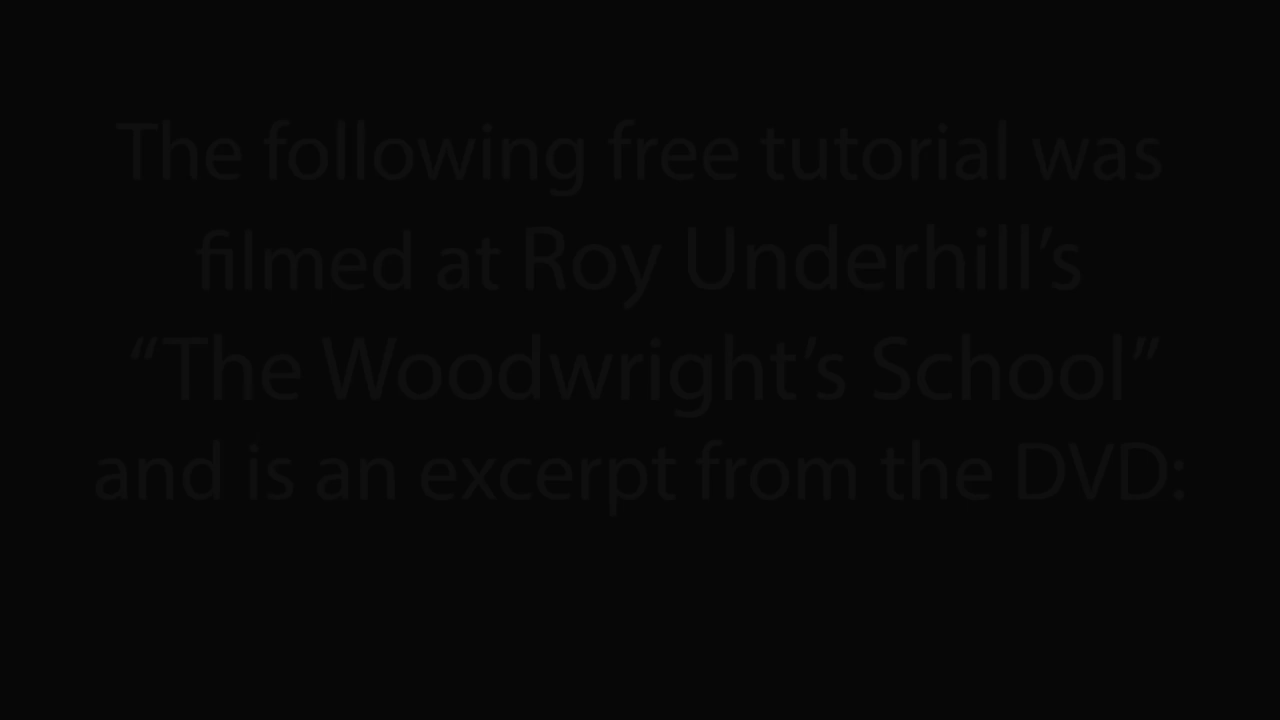 The following free tutorial was
filmed at Roy Underhill’s
“The Woodwright’s School”
and is an excerpt from the DVD: